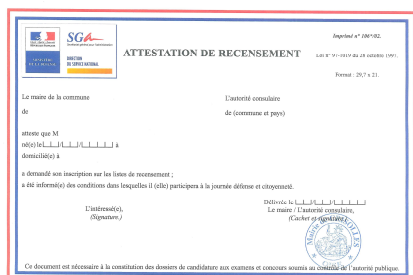 Imprimé n° 106*/02.
SGA
MINISTÈRE
DE LA DÉFENSE
DIRECTION
DU SERVICE NATIONAL
ATTESTATION DE RECENSEMENT
Loi n° 97-1019 du 28 octobre 1997.
Format : 29,7 x 21.
Le maire de la commune
de
L'autorité consulaire
de (commune et pays)
atteste que M
né(e) le à
domicilié(e) à
a demandé son inscription sur les listes de recensement ;
a été informé(e) des conditions dans lesquelles il (elle) participera à la journée défense et citoyenneté.
L'intéressé(e),
(Signature.)
Délivrée le
Le maire / L'autorité consulaire,
(Cachet et signature)
Ce document est nécessaire à la constitution des dossiers de candidature aux examens et concours soumis au contrôle de l'autorité publique.